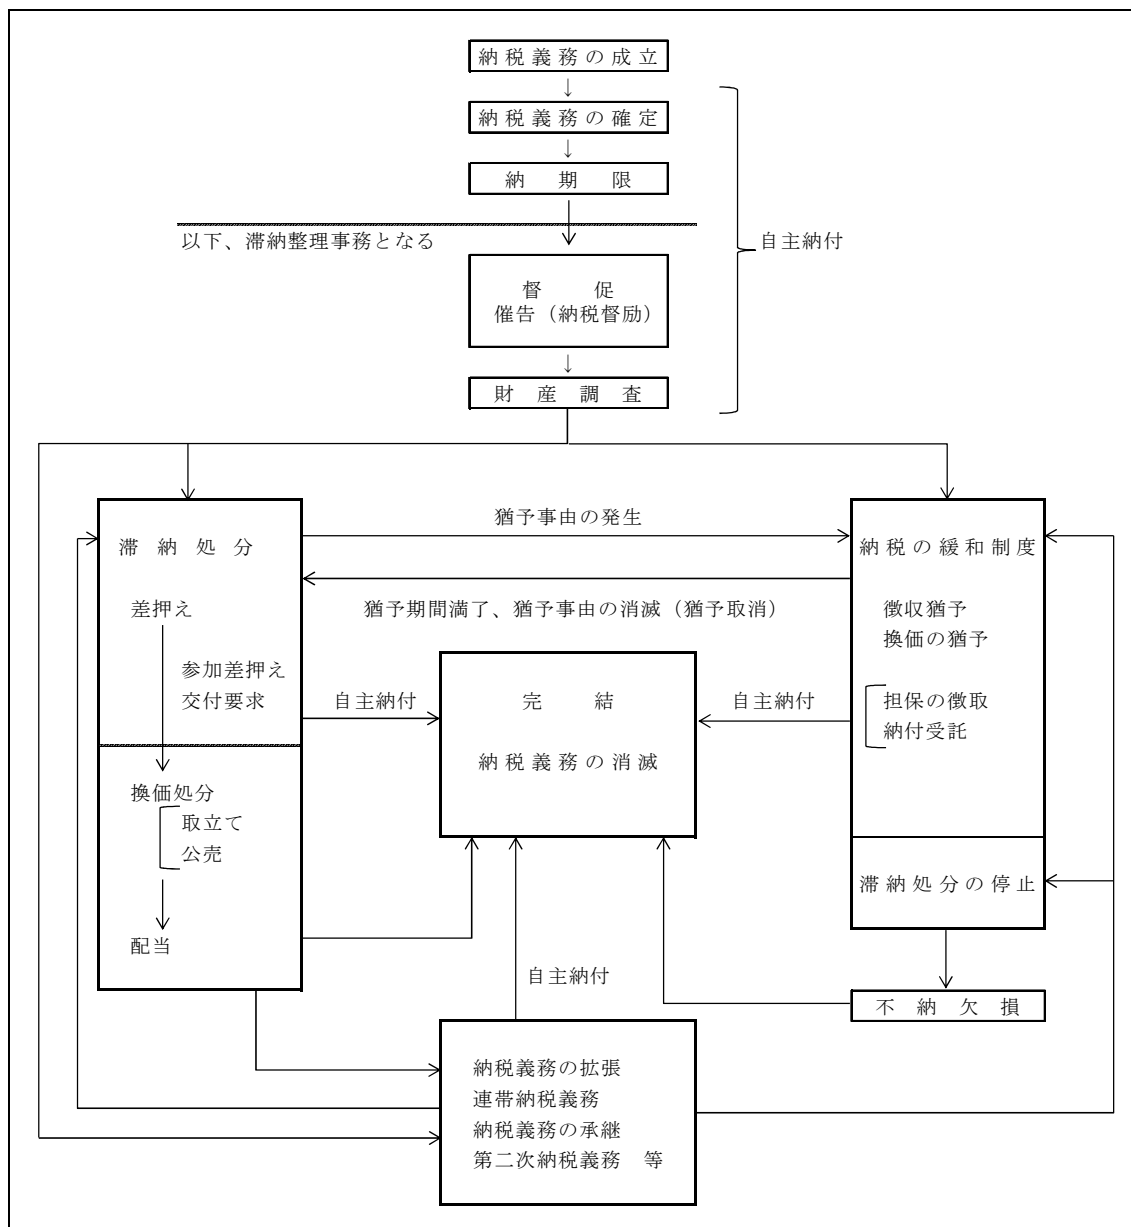 納税義務の成立
↓
納税義務の確定
↓
納期限
以下、滞納整理事務となる
自主納付
督促
催告（納税督励）
↓
財産調査
猶予事由の発生
滞納処分
納税の緩和制度
差押え
猶予期間満了、猶予事由の消滅（猶予取消）
徴収猶予
換価の猶予
参加差押え
交付要求
自主納付
完結
納税義務の消滅
自主納付
担保の徴取
納付受託
換価処分
取立て
公売
配当
滞納処分の停止
自主納付
不納欠損
納税義務の拡張
連帯納税義務
納税義務の承継
第二次納税義務　等